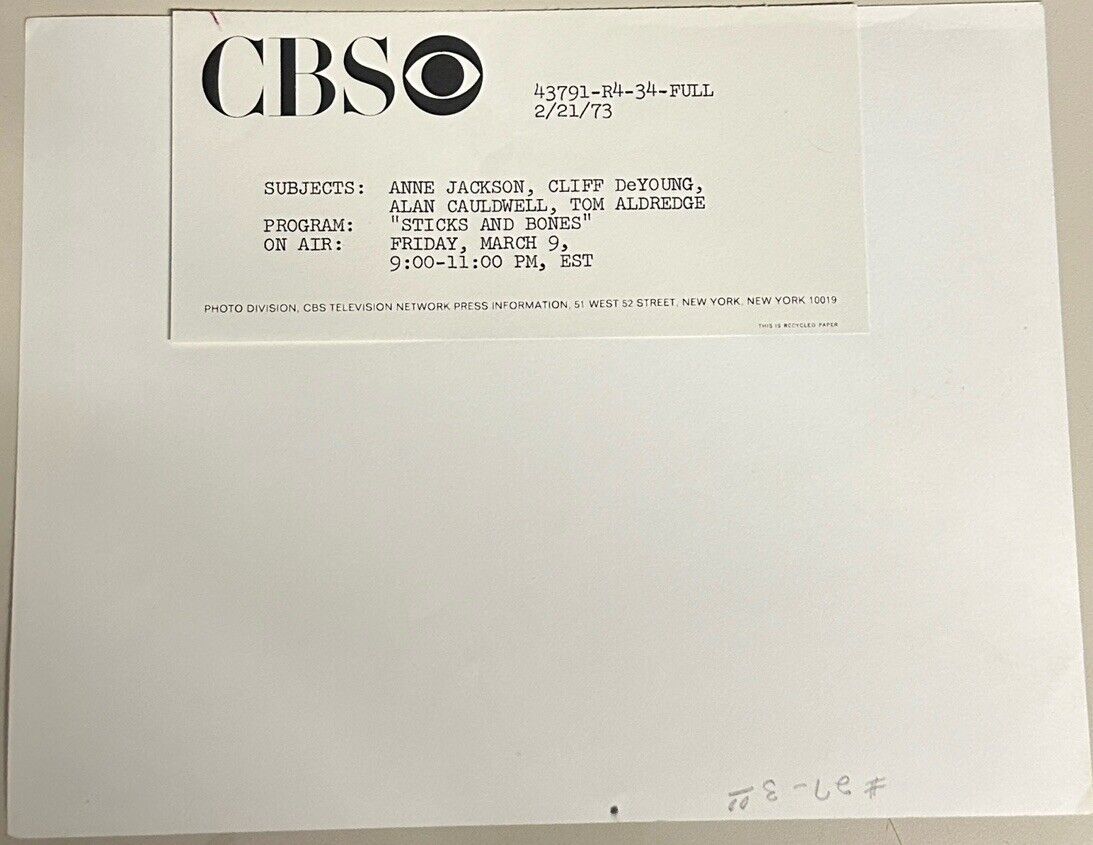 CBS
43791-R4-34-FULL
2/21/73
SUBJECTS: ANNE JACKSON, CLIFF DeYOUNG,
ALAN CAULDWELL, TOM ALDREDGE
PROGRAM: "STICKS AND BONES"
ON AIR: FRIDAY, MARCH 9,
9:00-11:00 PM, EST
PHOTO DIVISION, CBS TELEVISION NETWORK PRESS INFORMATION, 51 WEST 52 STREET, NEW YORK, NEW YORK 10019
THIS IS RECYCLED PAPER
# 27-3